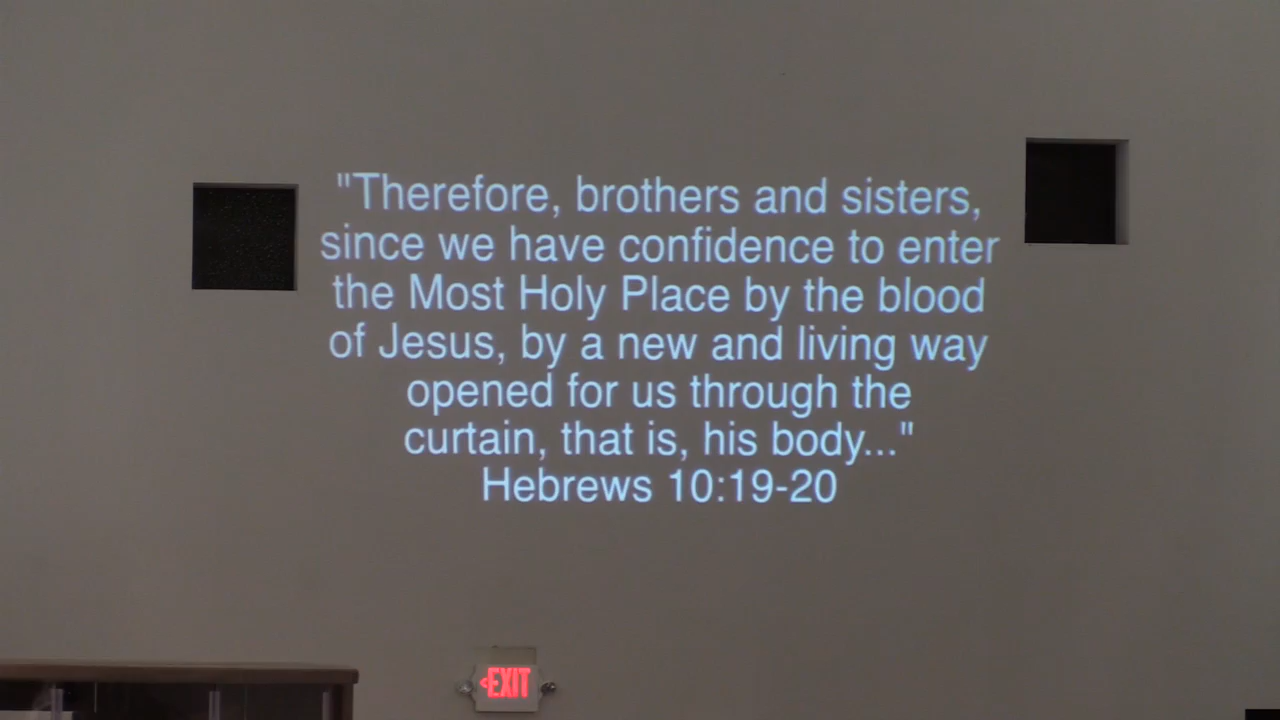 "Therefore, brothers and sisters,
since we have confidence to enter
the Most Holy Place by the blood
of Jesus, by a new and living way
opened for us through the
curtain, that is, his body..."
Hebrews 10:19-20
<EXIT